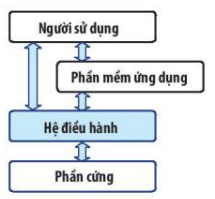 Người sử dụng
Phần mềm ứng dụng
Hệ điều hành
Phần cứng